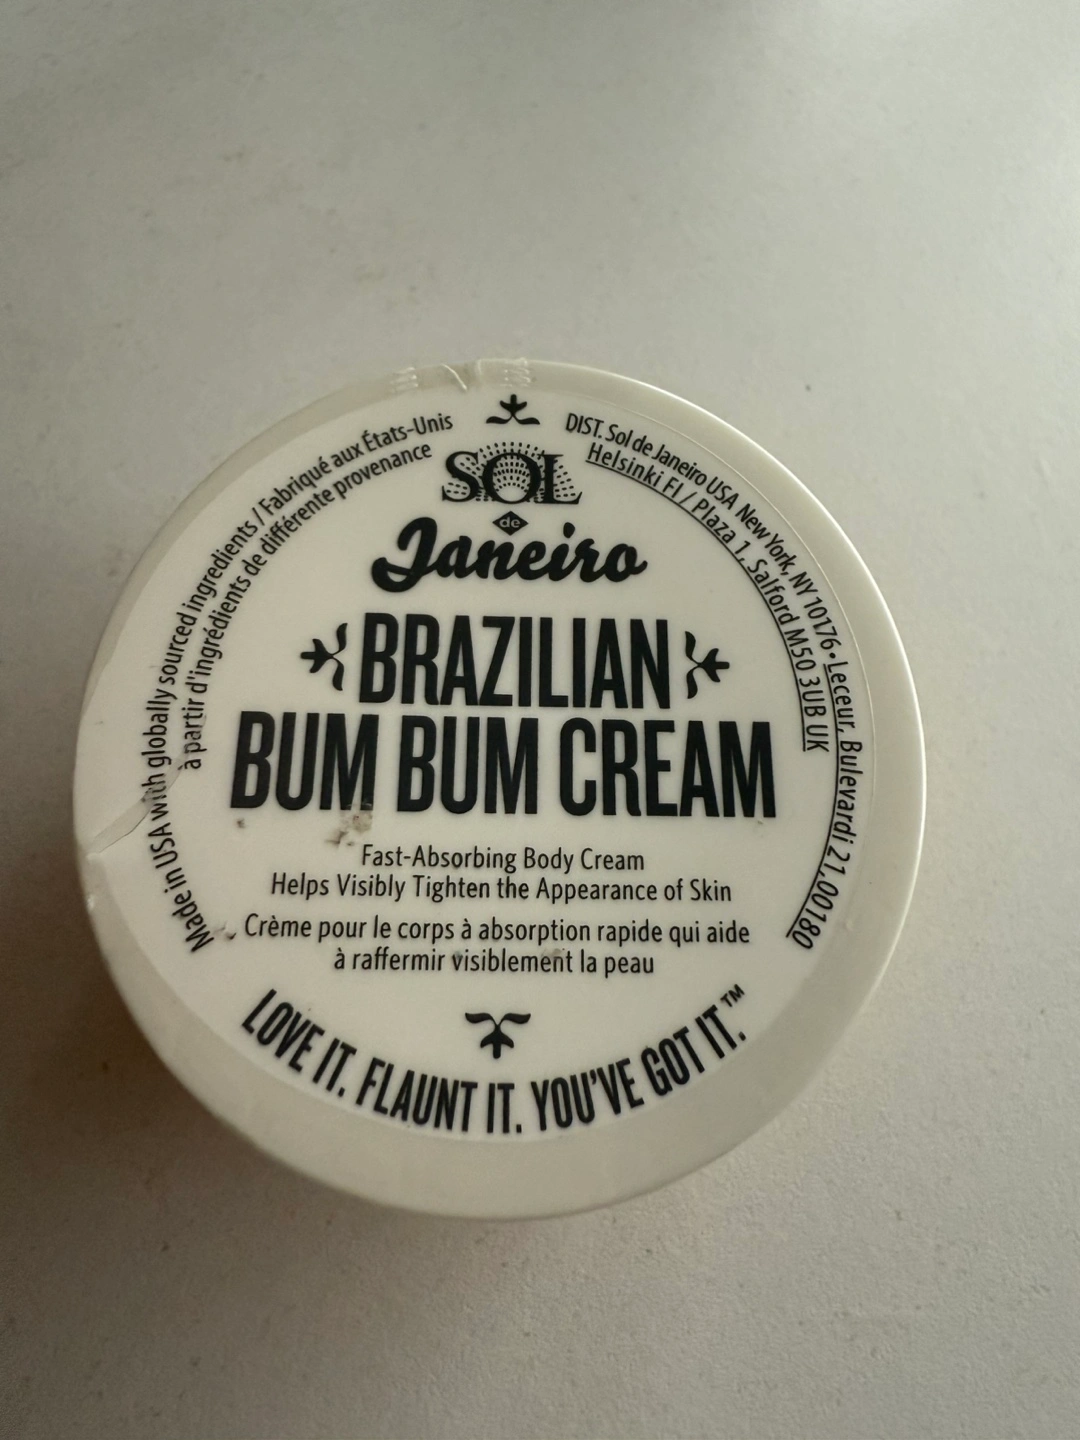 SOL
de
Janeiro
BRAZILIAN
BUM BUM CREAM
Fast-Absorbing Body Cream
Helps Visibly Tighten the Appearance of Skin
Crème pour le corps à absorption rapide qui aide
à raffermir visiblement la peau
LOVE IT. FLAUNT IT. YOU'VE GOT IT.™
Made in USA with globally sourced ingredients / Fabriqué aux États-Unis
à partir d'ingrédients de différente provenance
DIST. Sol de Janeiro USA New York, NY 10176 • Leceur, Bulevardi 21,00180
Helsinki FI / Plaza 1, Salford M50 3UB UK